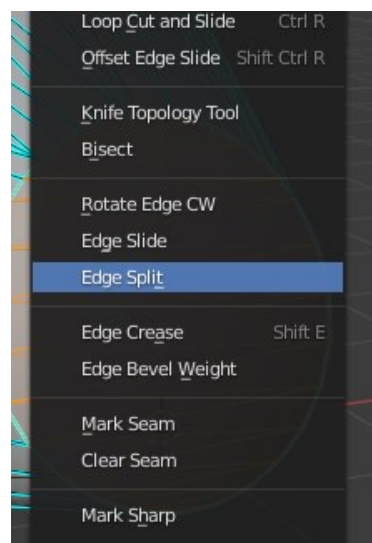 Loop Cut and Slide Ctrl R
Offset Edge Slide Shift Ctrl R
Knife Topology Tool
Bisect
Rotate Edge CW
Edge Slide
Edge Split
Edge Crease Shift E
Edge Bevel Weight
Mark Seam
Clear Seam
Mark Sharp